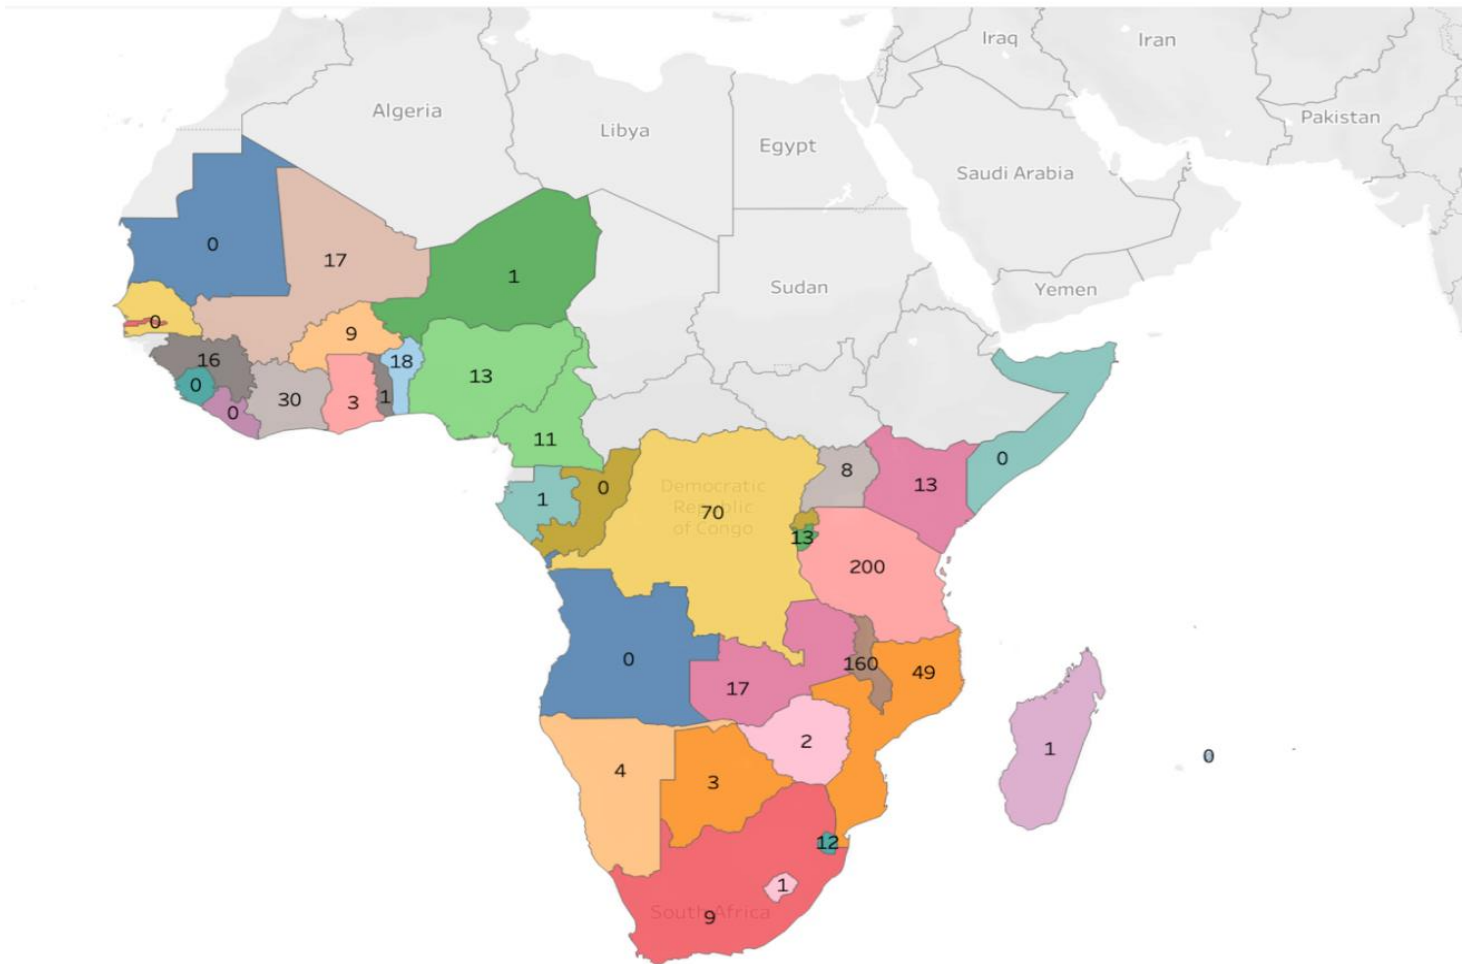 Iraq
Iran
Algeria
Libya
Egypt
Pakistan
Saudi Arabia
0
17
1
Sudan
Yemen
0
9
16
18
13
0
30
3
1
0
11
8
13
0
1
0
Democratic
Republic
of Congo
70
13
200
0
160
49
17
2
1
0
4
3
12
1
South Africa
9